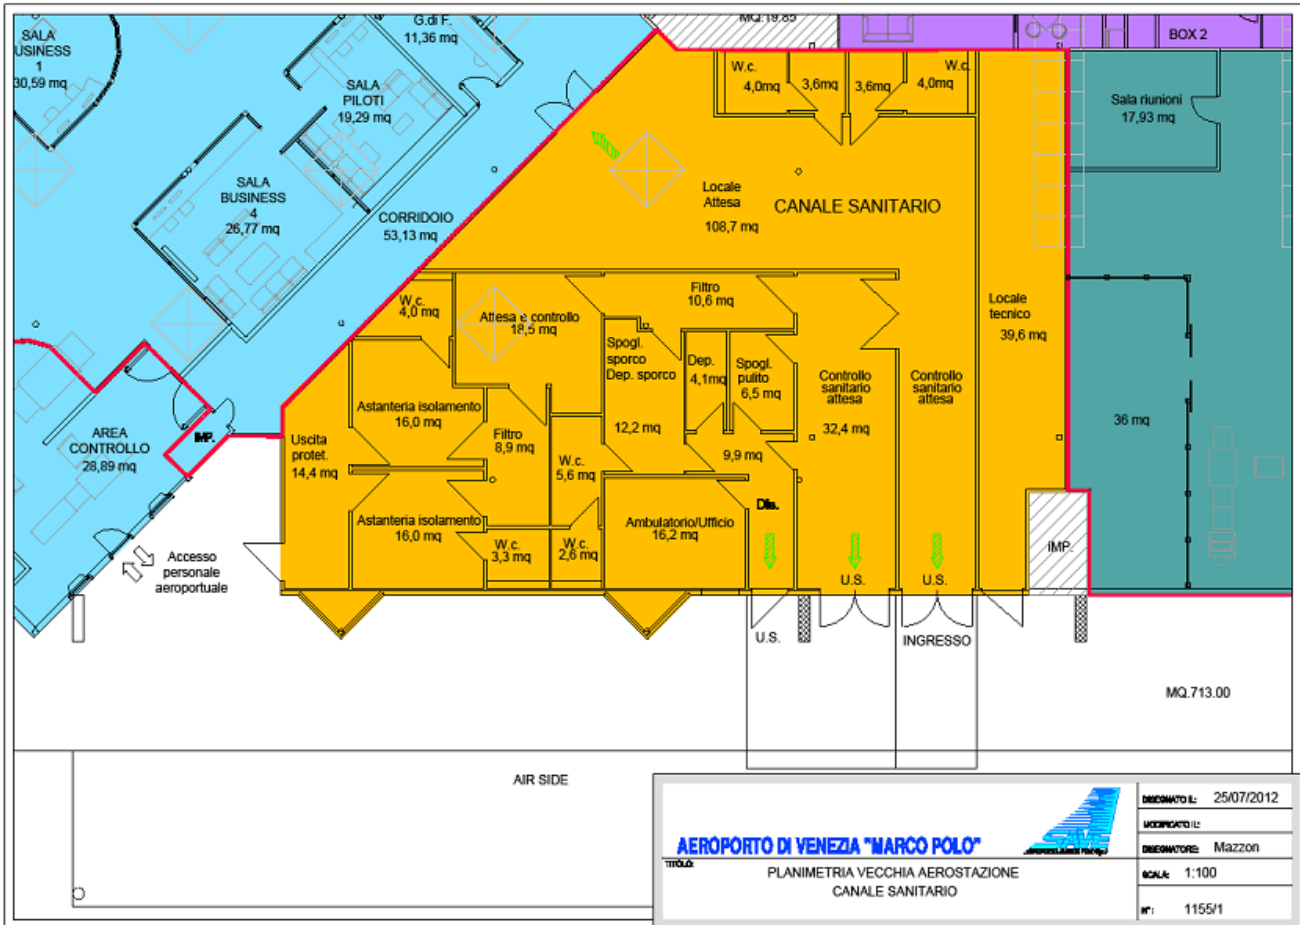 MQ.19.85
G.di F.
11,36 mq
BOX 2
SALA
USINESS
1
30,59 mq
SALA
PILOTI
19,29 mq
W.c.
4,0mq
3,6mq
3,6mq
W.c.
4,0mq
Sala riunioni
17,93 mq
SALA
BUSINESS
4
26,77 mq
CORRIDOIO
53,13 mq
Locale
Attesa
108,7 mq
CANALE SANITARIO
W.c.
4,0 mq
Attesa e controllo
18,5 mq
Filtro
10,6 mq
Locale
tecnico
39,6 mq
Spogl.
sporco
Dep. sporco
12,2 mq
Dep.
4,1mq
Spogl.
pulito
6,5 mq
Controllo
sanitario
attesa
32,4 mq
Controllo
sanitario
attesa
36 mq
Astanteria isolamento
16,0 mq
AREA
CONTROLLO
28,89 mq
IMP.
Uscita
protet.
14,4 mq
Filtro
8,9 mq
W.c.
5,6 mq
9,9 mq
Dis.
Astanteria isolamento
16,0 mq
Ambulatorio/Ufficio
16,2 mq
W.c.
3,3 mq
W.c.
2,6 mq
IMP.
Accesso
personale
aeroportuale
U.S.
U.S.
U.S.
INGRESSO
MQ.713.00
AIR SIDE
AEROPORTO DI VENEZIA "MARCO POLO"
SAVE
TITOLO:
PLANIMETRIA VECCHIA AEROSTAZIONE
CANALE SANITARIO
DISEGNATO IL: 25/07/2012
MODIFICATO IL:
DISEGNATORE: Mazzon
SCALA: 1:100
N°: 1155/1